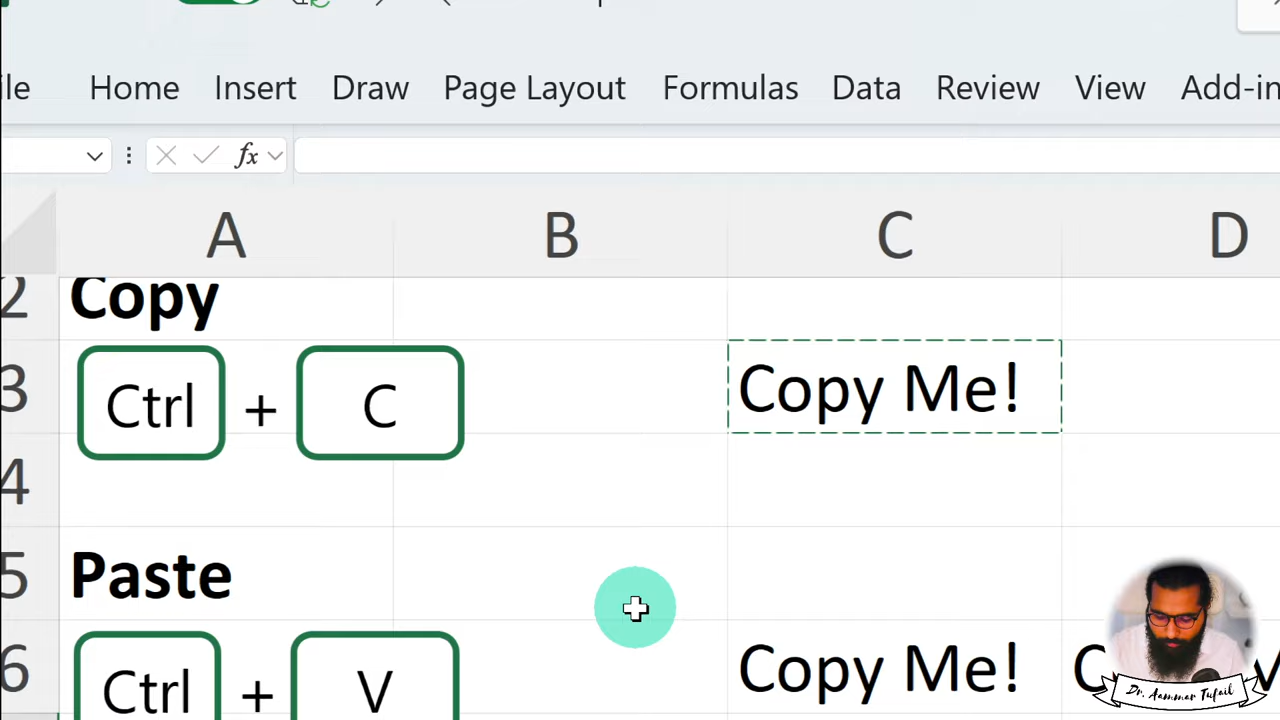 Home Insert Draw Page Layout Formulas Data Review View
fx
A B C D
2 Copy
3 Ctrl + C Copy Me!
4
5 Paste
6 Ctrl + V Copy Me!
Dr. Aammar Tufail